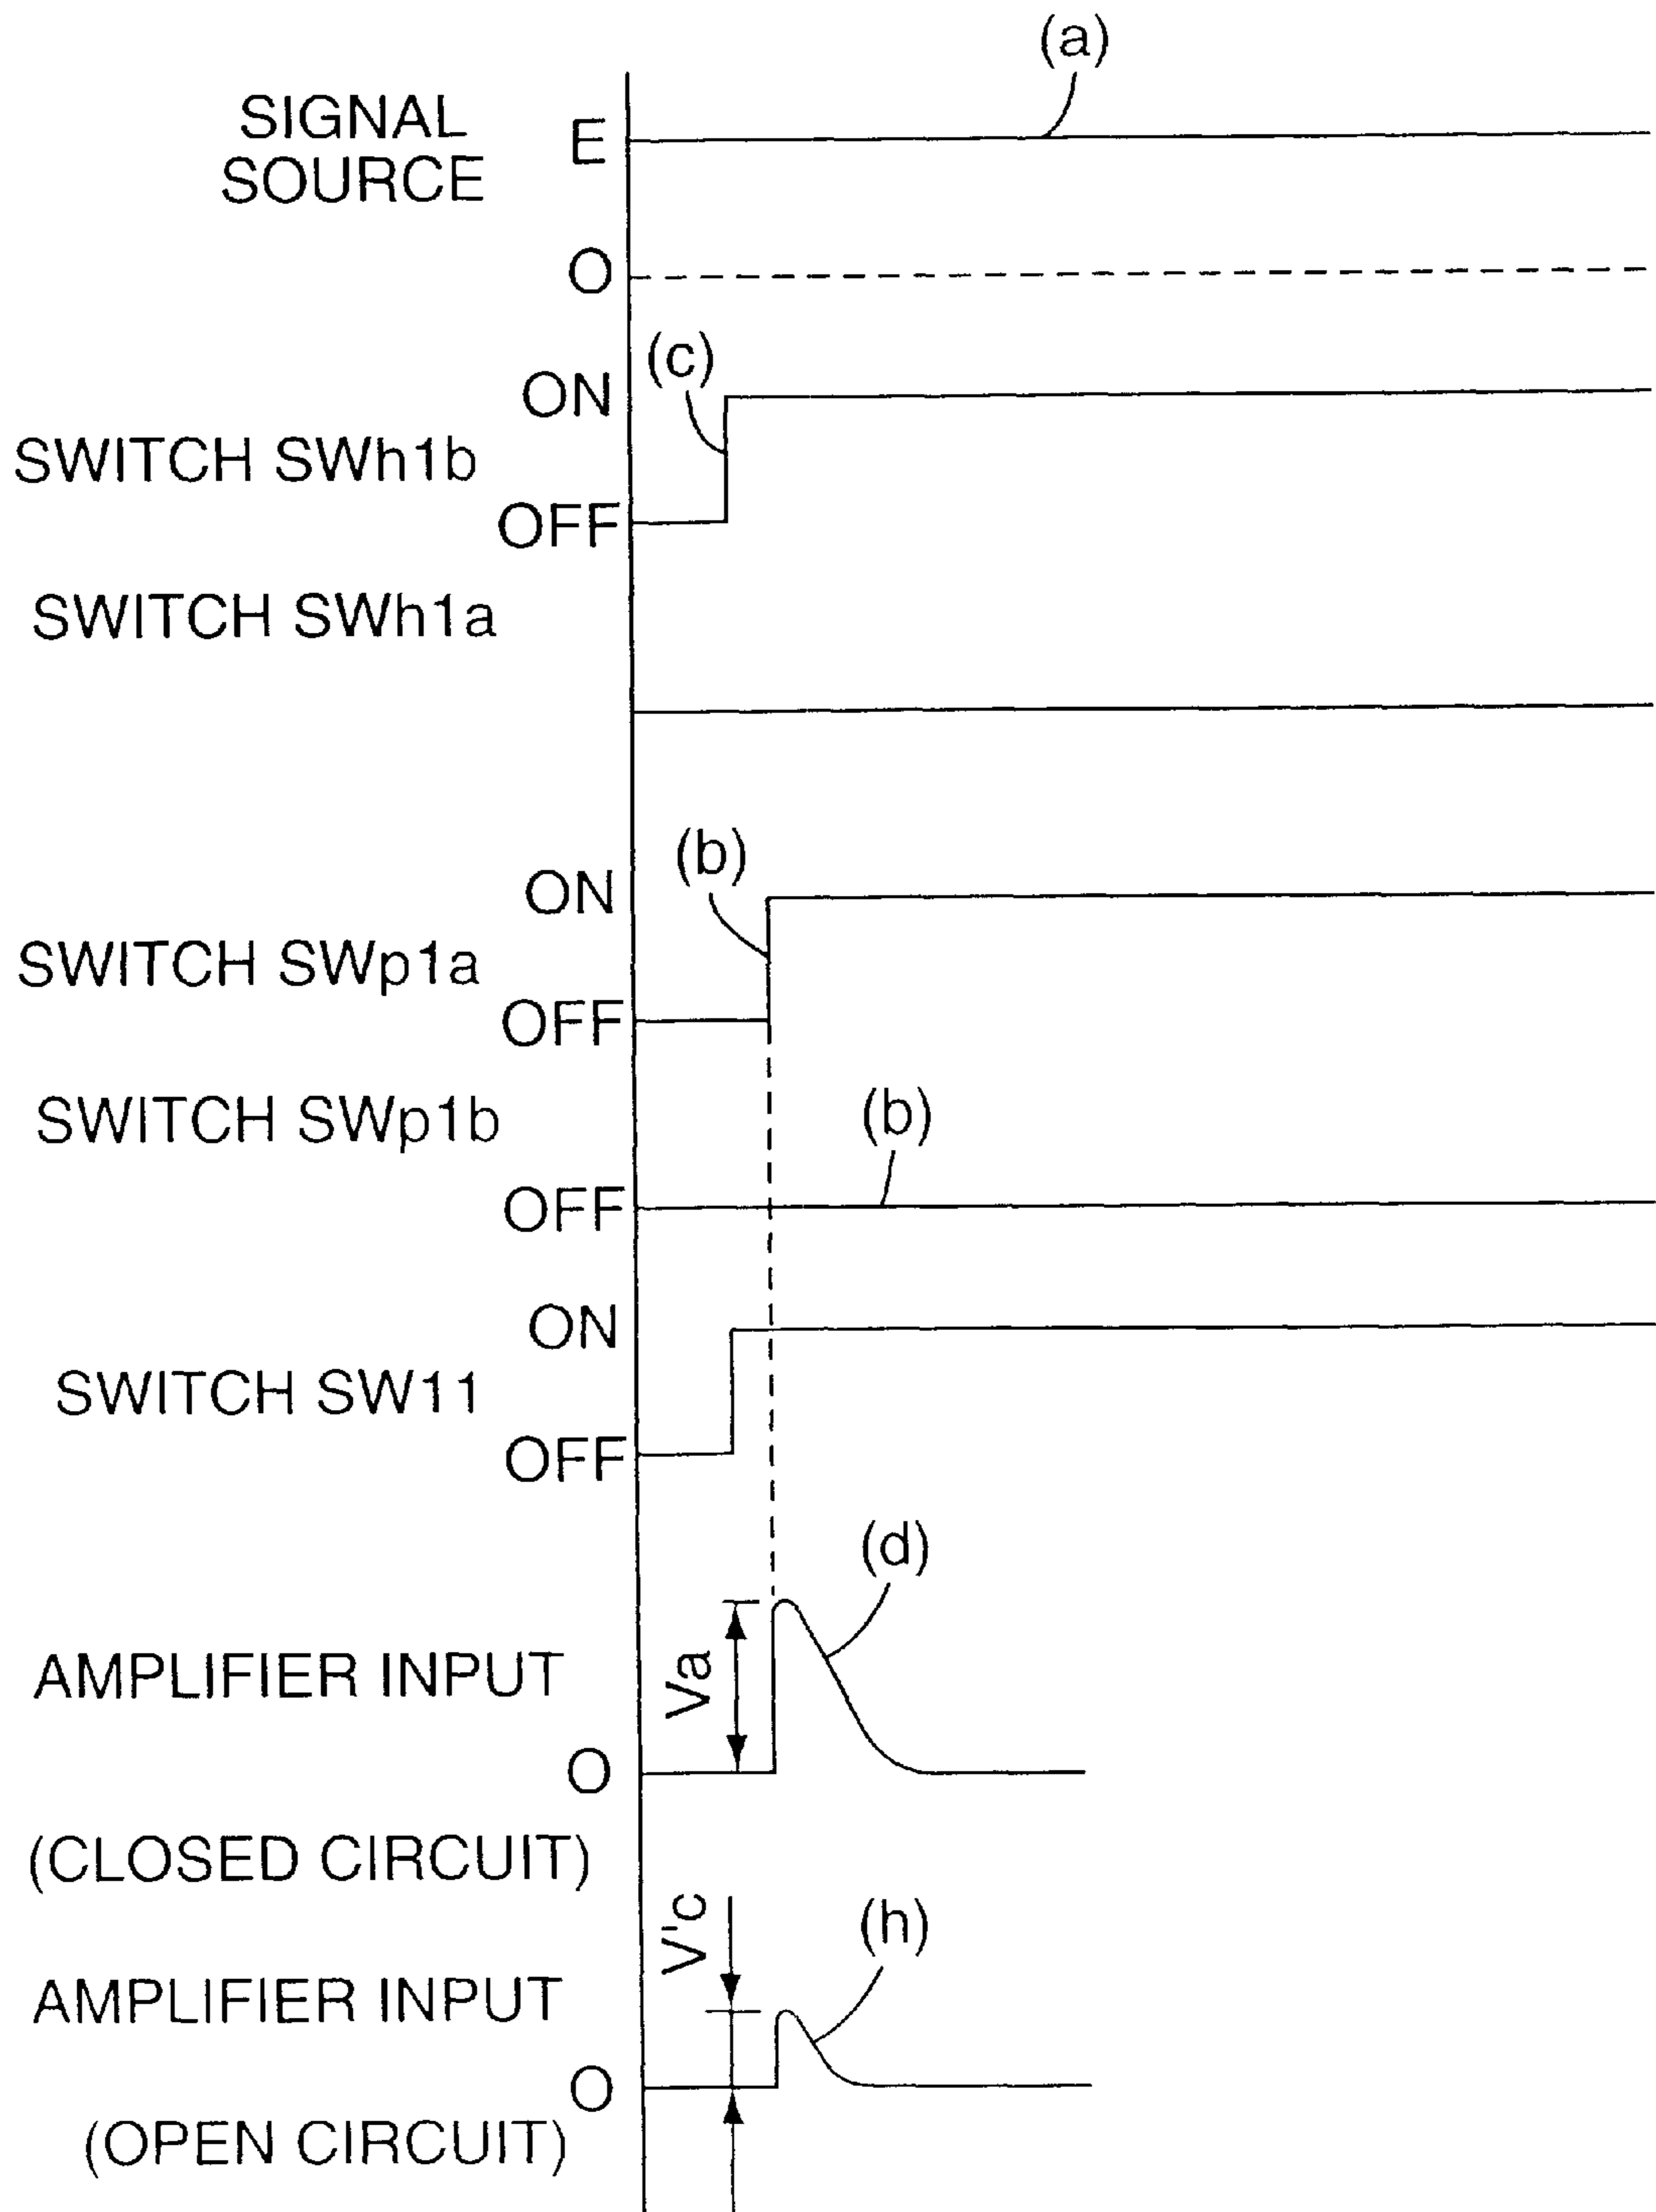 (a)
SIGNAL
SOURCE
E
O
(c)
ON
SWITCH SWh1b
OFF
SWITCH SWh1a
(b)
ON
SWITCH SWp1a
OFF
SWITCH SWp1b
(b)
OFF
ON
SWITCH SW11
OFF
(d)
Va
AMPLIFIER INPUT
O
(CLOSED CIRCUIT)
V'c
(h)
AMPLIFIER INPUT
O
(OPEN CIRCUIT)